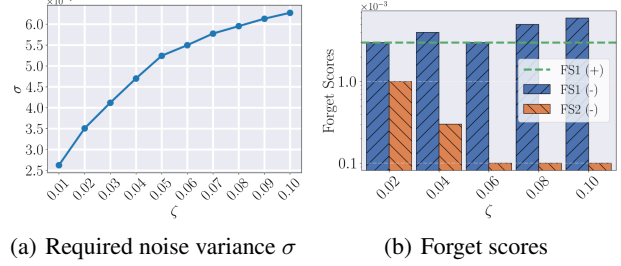 6.0
5.5
5.0
4.5
4.0
3.5
3.0
2.5
σ
0.01 0.02 0.03 0.04 0.05 0.06 0.07 0.08 0.09 0.10
ζ
(a) Required noise variance σ
×10⁻³
Forget Scores
1.0
0.1
FS1 (+)
FS1 (-)
FS2 (-)
0.02 0.04 0.06 0.08 0.10
ζ
(b) Forget scores